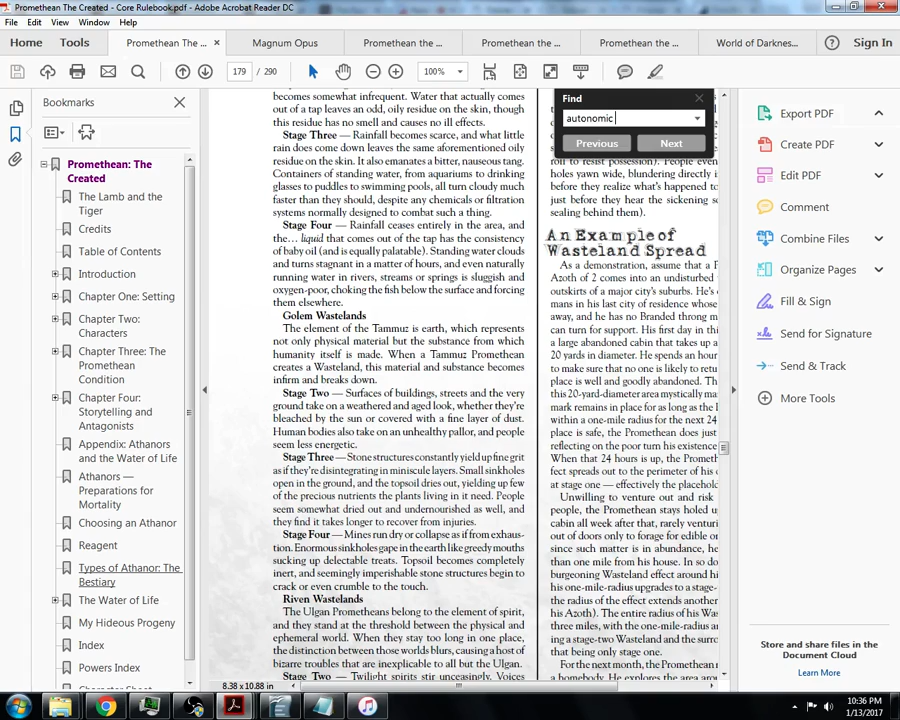 Promethean The Created - Core Rulebook.pdf - Adobe Acrobat Reader DC
File Edit View Window Help
Home Tools Promethean The ... × Magnum Opus Promethean the ... Promethean the ... Promethean the ... World of Darknes... Sign In
179 / 290 100%
Bookmarks
Promethean: The
Created
The Lamb and the
Tiger
Credits
Table of Contents
Introduction
Chapter One: Setting
Chapter Two:
Characters
Chapter Three: The
Promethean
Condition
Chapter Four:
Storytelling and
Antagonists
Appendix: Athanors
and the Water of Life
Athanors —
Preparations for
Mortality
Choosing an Athanor
Reagent
Types of Athanor: The
Bestiary
The Water of Life
My Hideous Progeny
Index
Powers Index
Character Sheet
becomes somewhat infrequent. Water that actually comes
out of a tap leaves an odd, oily residue on the skin, though
this residue has no smell and causes no ill effects.
Stage Three — Rainfall becomes scarce, and what little
rain does come down leaves the same aforementioned oily
residue on the skin. It also emanates a bitter, nauseous tang.
Containers of standing water, from aquariums to drinking
glasses to puddles to swimming pools, all turn cloudy much
faster than they should, despite any chemicals or filtration
systems normally designed to combat such a thing.
Stage Four — Rainfall ceases entirely in the area, and
the… liquid that comes out of the tap has the consistency
of baby oil (and is equally palatable). Standing water clouds
and turns stagnant in a matter of hours, and even naturally
running water in rivers, streams or springs is sluggish and
oxygen-poor, choking the fish below the surface and forcing
them elsewhere.
Golem Wastelands
The element of the Tammuz is earth, which represents
not only physical material but the substance from which
humanity itself is made. When a Tammuz Promethean
creates a Wasteland, this material and substance becomes
infirm and breaks down.
Stage Two — Surfaces of buildings, streets and the very
ground take on a weathered and aged look, whether they're
bleached by the sun or covered with a fine layer of dust.
Human bodies also take on an unhealthy pallor, and people
seem less energetic.
Stage Three — Stone structures constantly yield up fine grit
as if they're disintegrating in miniscule layers. Small sinkholes
open in the ground, and the topsoil dries out, yielding up few
of the precious nutrients the plants living in it need. People
seem somewhat dried out and undernourished as well, and
they find it takes longer to recover from injuries.
Stage Four — Mines run dry or collapse as if from exhaus-
tion. Enormous sinkholes gape in the earth like greedy mouths
sucking up delectable treats. Topsoil becomes completely
inert, and seemingly imperishable stone structures begin to
crack or even crumble to the touch.
Riven Wastelands
The Ulgan Prometheans belong to the element of spirit,
and they stand at the threshold between the physical and
ephemeral world. When they stay too long in one place,
the distinction between those worlds blurs, causing a host of
bizarre troubles that are inexplicable to all but the Ulgan.
Stage Two — Twilight spirits stir unceasingly. Voices
8.38 x 10.88 in
Find
autonomic
Previous Next
roll to resist possession). People even
holes yawn wide, blundering directly i
before they realize what's happened to
just before they hear the sickening s
sealing behind them).
An Example of
Wasteland Spread
As a demonstration, assume that a P
Azoth of 2 comes into an undisturbed
outskirts of a major city's suburbs. He's
mans in his last city of residence whose
away, and he has no Branded throng m
can turn for support. His first day in thi
a large abandoned cabin that takes up a
20 yards in diameter. He spends an hour
to make sure that no one is likely to retu
place is well and goodly abandoned. Th
this 20-yard-diameter area mystically ma
mark remains in place for as long as the I
within a one-mile radius for the next 24
place is safe, the Promethean does just
reflecting on the poor turn his existence
When that 24 hours is up, the Prometh
fect spreads out to the perimeter of his c
at stage one — effectively the placehold
Unwilling to venture out and risk
people, the Promethean stays holed u
cabin all week after that, rarely venturi
out of doors only to forage for edible or
since such matter is in abundance, he
than one mile from his house. In so do
burgeoning Wasteland effect around hi
his one-mile-radius upgrades to a stage-
the radius of the effect extends another
his Azoth). The entire radius of his Was
three miles, with the one-mile-radius ar
ing a stage-two Wasteland and the surro
that being only stage one.
For the next month, the Promethean r
a homebody. He explores the area arou
Export PDF
Create PDF
Edit PDF
Comment
Combine Files
Organize Pages
Fill & Sign
Send for Signature
Send & Track
More Tools
Store and share files in the
Document Cloud
Learn More
10:36 PM
1/13/2017